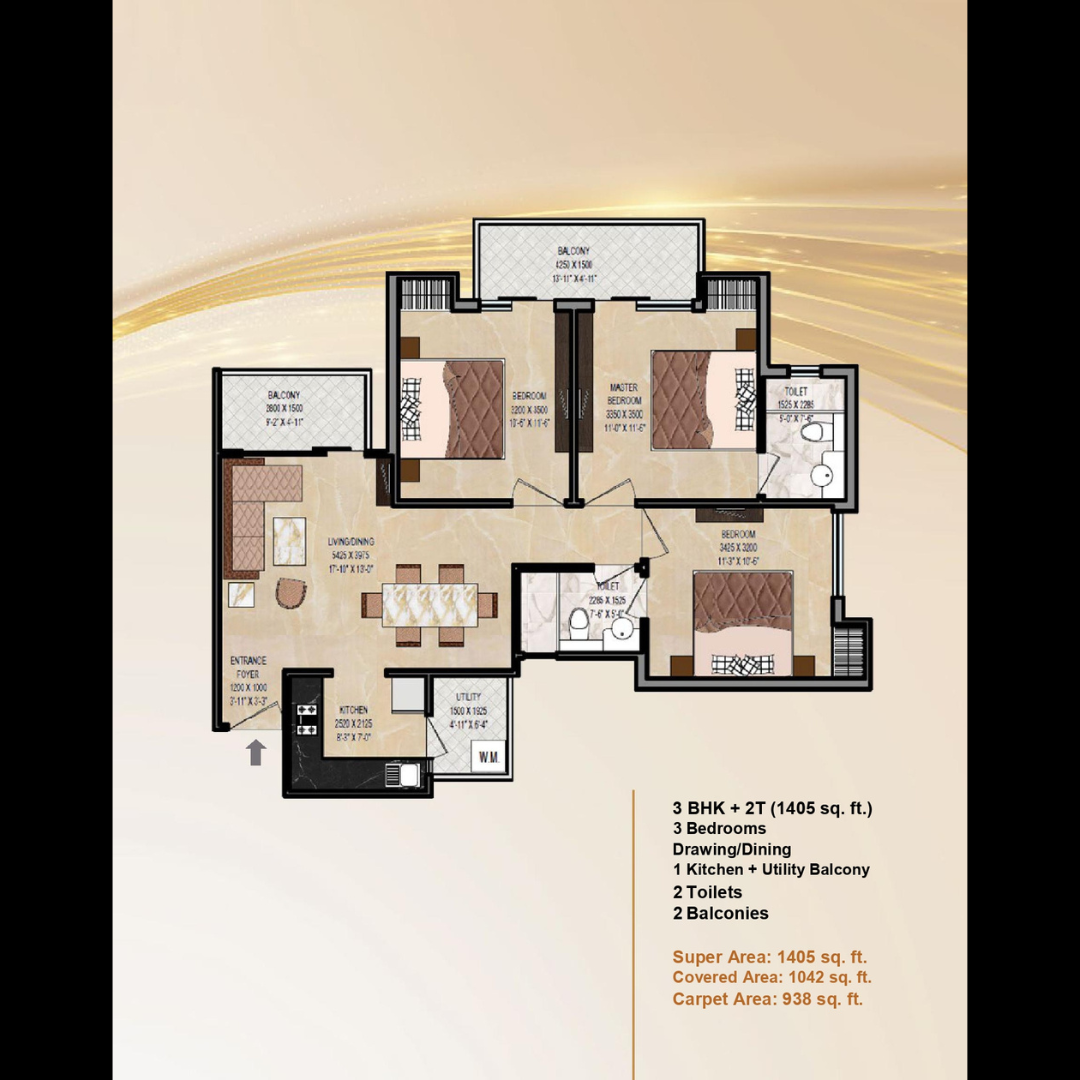 BALCONY
4250 X 1500
13'-11" X 4'-11"
BALCONY
2800 X 1500
9'-2" X 4'-11"
BEDROOM
3200 X 3500
10'-6" X 11'-6"
MASTER
BEDROOM
3350 X 3500
11'-0" X 11'-6"
TOILET
1525 X 2285
5'-0" X 7'-6"
LIVING/DINING
5425 X 3975
17'-10" X 13'-0"
BEDROOM
3425 X 3200
11'-3" X 10'-6"
TOILET
2285 X 1525
7'-6" X 5'-0"
ENTRANCE
FOYER
1200 X 1000
3'-11" X 3'-3"
KITCHEN
2520 X 2125
8'-3" X 7'-0"
UTILITY
1500 X 1925
4'-11" X 6'-4"
W.M.
3 BHK + 2T (1405 sq. ft.)
3 Bedrooms
Drawing/Dining
1 Kitchen + Utility Balcony
2 Toilets
2 Balconies
Super Area: 1405 sq. ft.
Covered Area: 1042 sq. ft.
Carpet Area: 938 sq. ft.